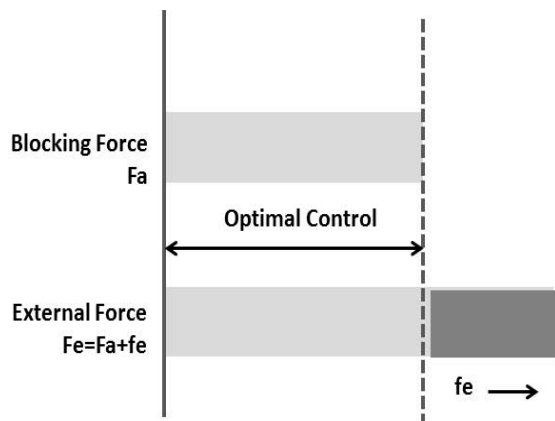 Blocking Force
Fa
Optimal Control
External Force
Fe=Fa+fe
fe